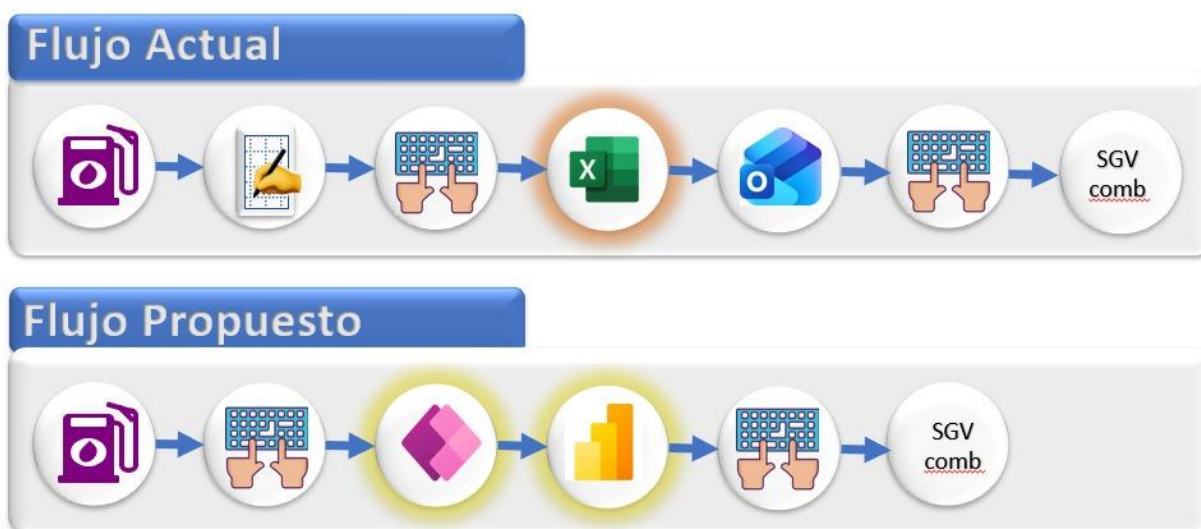 Flujo Actual
X
O
SGV
comb
Flujo Propuesto
SGV
comb